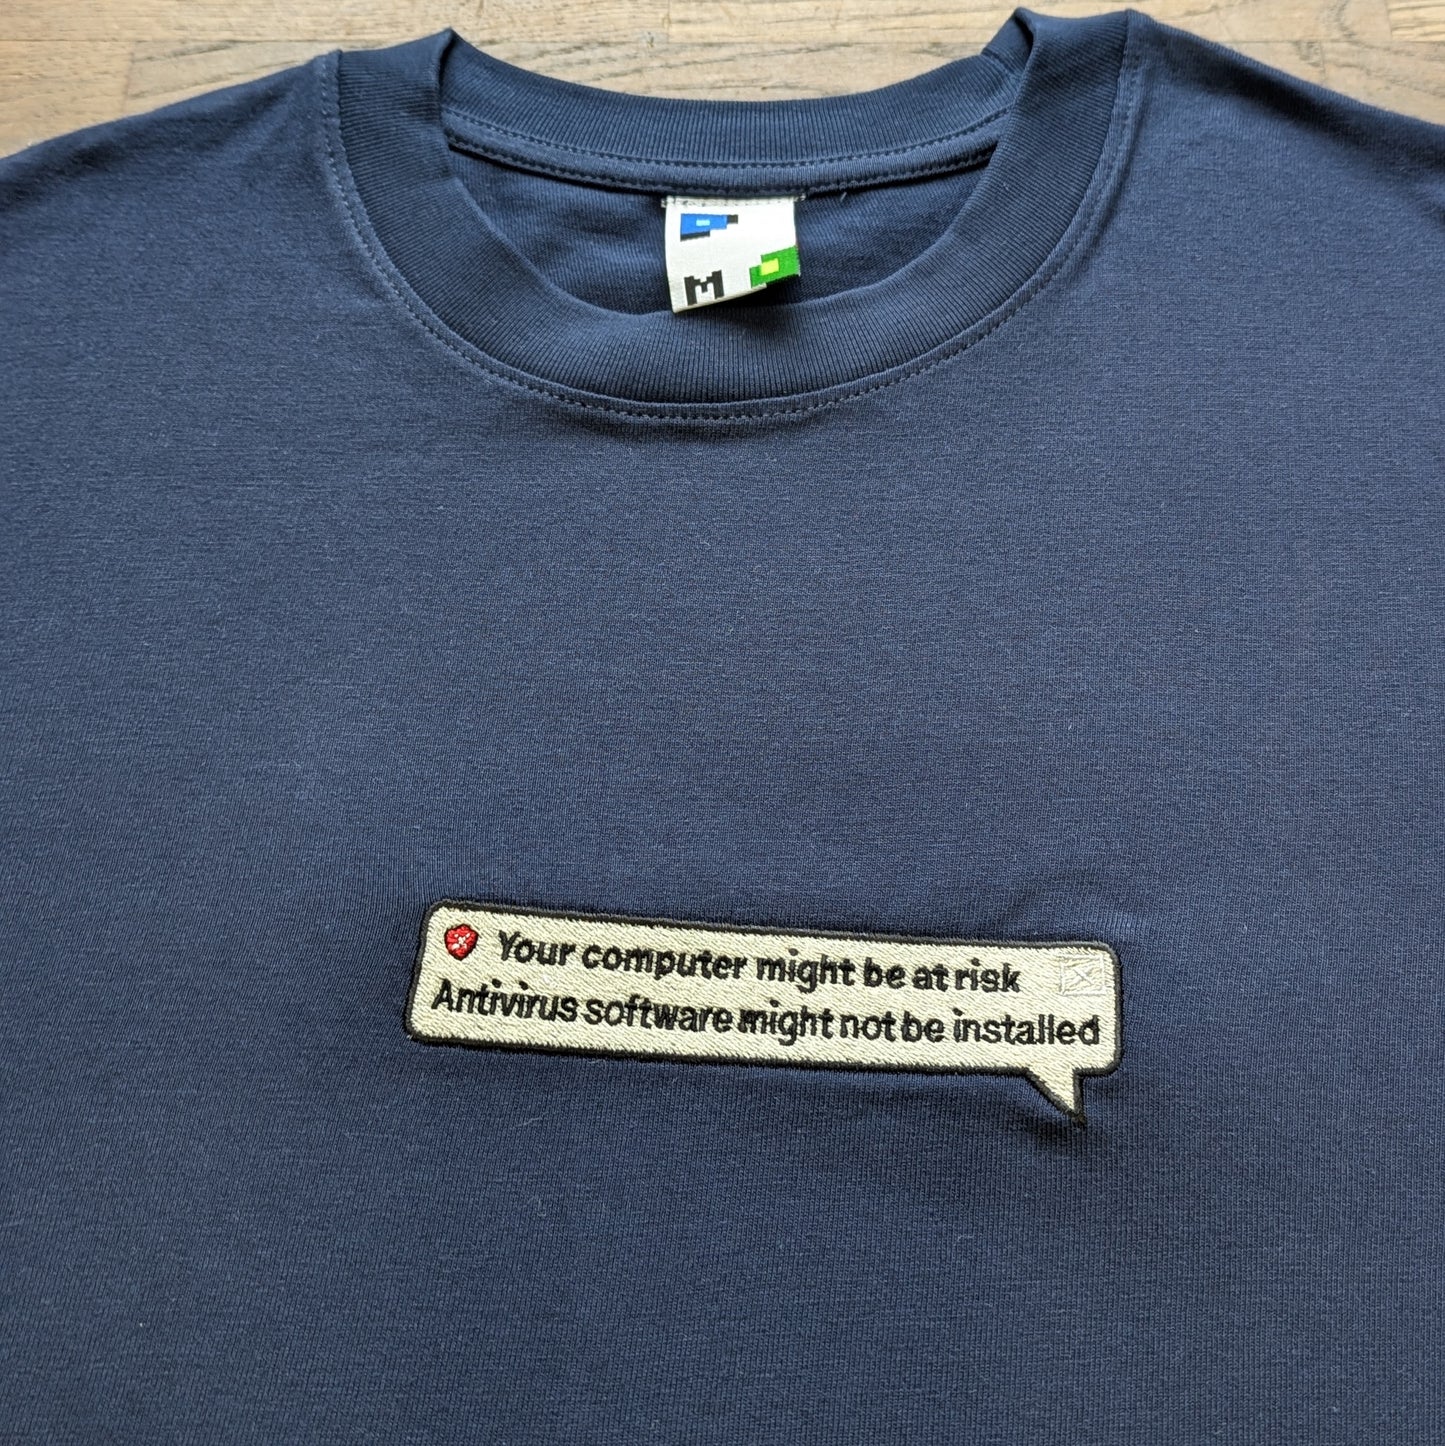 M
Your computer might be at risk
Antivirus software might not be installed